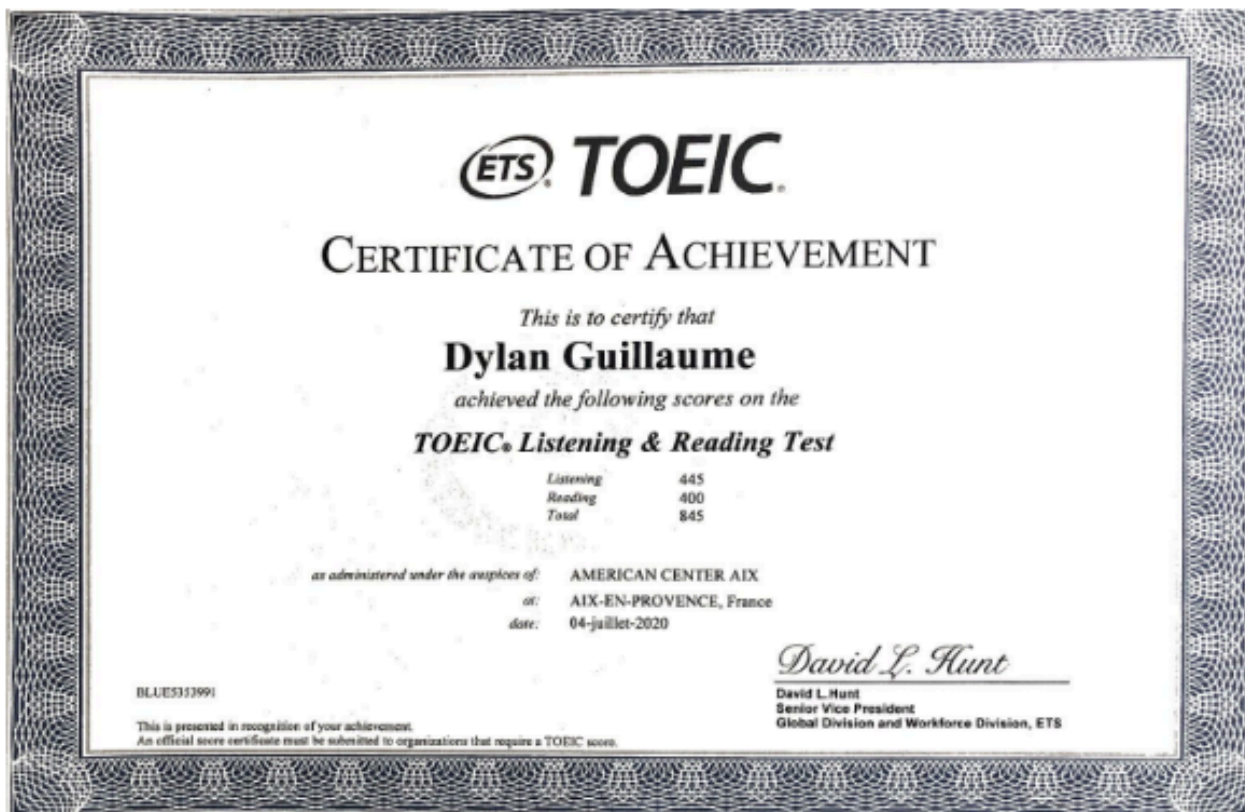 ETS® TOEIC®
CERTIFICATE OF ACHIEVEMENT
This is to certify that
Dylan Guillaume
achieved the following scores on the
TOEIC® Listening & Reading Test
Listening 445
Reading 400
Total 845
as administered under the auspices of: AMERICAN CENTER AIX
at: AIX-EN-PROVENCE, France
date: 04-juillet-2020
David L. Hunt
David L. Hunt
Senior Vice President
Global Division and Workforce Division, ETS
BLUE5353991
This is presented in recognition of your achievement.
An official score certificate must be submitted to organizations that require a TOEIC score.